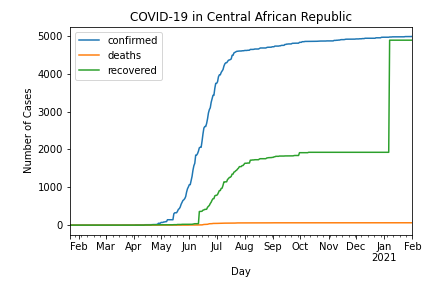 COVID-19 in Central African Republic
confirmed
deaths
recovered
Number of Cases
5000
4000
3000
2000
1000
0
Feb Mar Apr May Jun Jul Aug Sep Oct Nov Dec Jan Feb
2021
Day